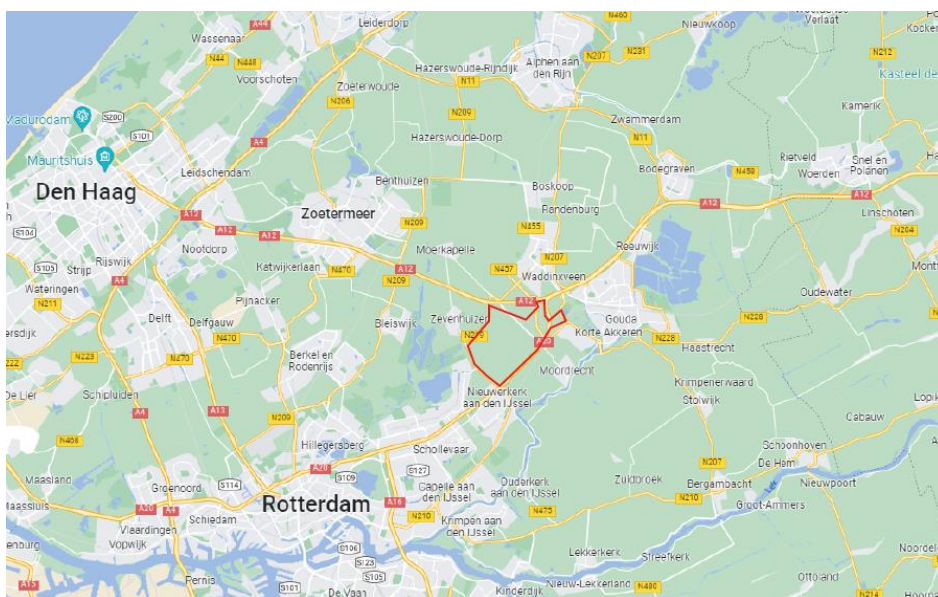 A44
Leiderdorp
N460
Nieuwkoop
Verlaat
Kocker
Wassenaar
N44
N448
Voorschoten
N11
Hazerswoude-Rijndijk
Alphen aan
den Rijn
N207
N231
N212
Kasteel de
Zoeterwoude
N206
Madurodam
S200
S101
A4
N209
Hazerswoude-Dorp
Zwammerdam
N11
Kamerik
Mauritshuis
Den Haag
Leidschendam
Benthuizen
Bodegraven
N458
Rietveld
Woerden
Snel en
Polanen
Boskoop
Randenburg
Zoetermeer
A12
N209
N455
A12
A12
Linschoten
N204
S104
A12
A12
Nootdorp
Moerkapelle
N207
Reeuwijk
S105
Strijp
Rijswijk
A4
Katwijkerlaan
N470
A12
N457
Waddinxveen
Wateringen
N211
N209
Oudewater
Montf
Pijnacker
A12
Delft
Delfgauw
Bleiswijk
Zevenhuizen
Gouda
N228
ersdijk
N470
N219
A20
Korte Akkeren
N228
Haastrecht
N222
N223
N470
Berkel en
Rodenrijs
Moordrecht
De Lier
Schipluiden
A4
A13
Nieuwerkerk
aan den IJssel
Krimpenerwaard
Stolwijk
Lopik
N209
Cabauw
N468
Hillegersberg
Schollevaar
Schoonhoven
A20
S109
S127
N207
De Hem
Maasland
Groenoord
S114
Capelle aan
den IJssel
Ouderkerk
aan den IJssel
Zuidbroek
Bergambacht
Nieuwpoort
Rotterdam
A16
N210
Maassluis
A20
A4
Schiedam
N210
Groot-Ammers
Vlaardingen
Vopwijk
Krimpen aan
den IJssel
N475
S106
Noordel
enburg
S123
Lekkerkerk
Streefkerk
A15
Pernis
S105
S101
De Vaan
Kinderdijk
Nieuw-Lekkerland
N480
Ottoland
N214